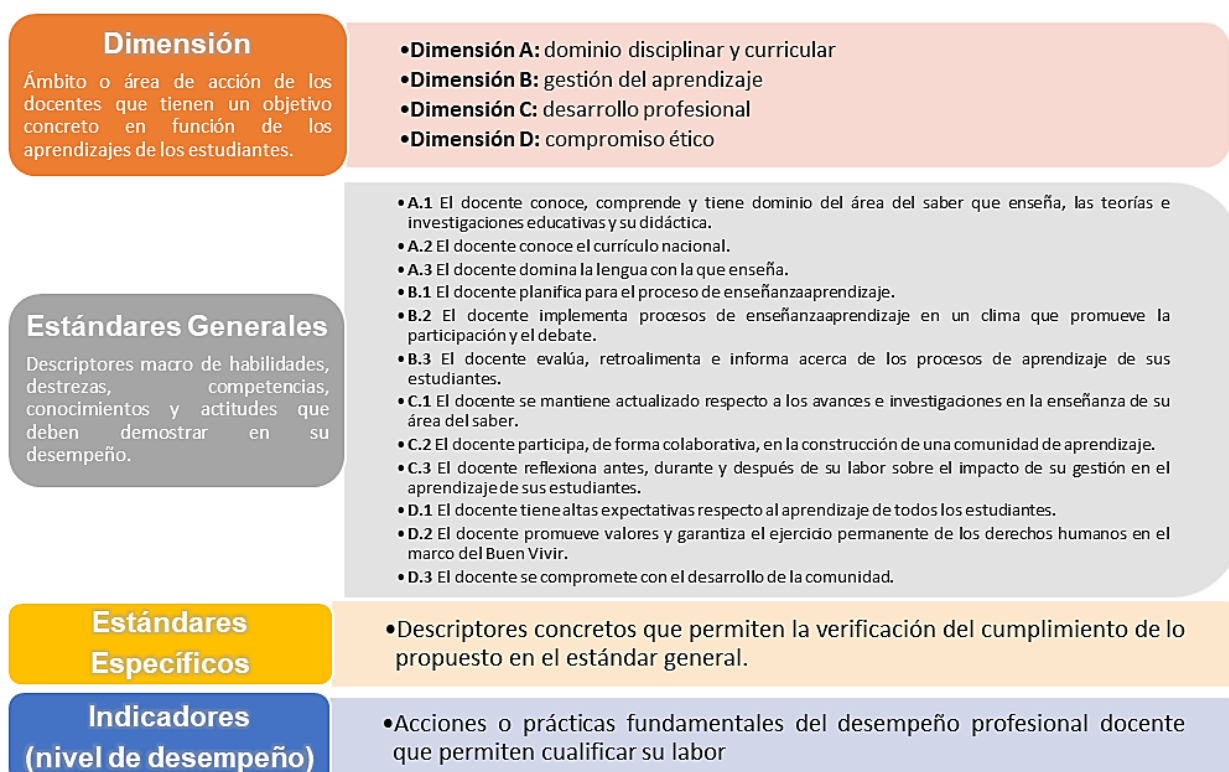 Dimensión
Ámbito o área de acción de los
docentes que tienen un objetivo
concreto en función de los
aprendizajes de los estudiantes.
•Dimensión A: dominio disciplinar y curricular
•Dimensión B: gestión del aprendizaje
•Dimensión C: desarrollo profesional
•Dimensión D: compromiso ético
Estándares Generales
Descriptores macro de habilidades,
destrezas, competencias,
conocimientos y actitudes que
deben demostrar en su
desempeño.
•A.1 El docente conoce, comprende y tiene dominio del área del saber que enseña, las teorías e
investigaciones educativas y su didáctica.
•A.2 El docente conoce el currículo nacional.
•A.3 El docente domina la lengua con la que enseña.
•B.1 El docente planifica para el proceso de enseñanzaaprendizaje.
•B.2 El docente implementa procesos de enseñanzaaprendizaje en un clima que promueve la
participación y el debate.
•B.3 El docente evalúa, retroalimenta e informa acerca de los procesos de aprendizaje de sus
estudiantes.
•C.1 El docente se mantiene actualizado respecto a los avances e investigaciones en la enseñanza de su
área del saber.
•C.2 El docente participa, de forma colaborativa, en la construcción de una comunidad de aprendizaje.
•C.3 El docente reflexiona antes, durante y después de su labor sobre el impacto de su gestión en el
aprendizaje de sus estudiantes.
•D.1 El docente tiene altas expectativas respecto al aprendizaje de todos los estudiantes.
•D.2 El docente promueve valores y garantiza el ejercicio permanente de los derechos humanos en el
marco del Buen Vivir.
•D.3 El docente se compromete con el desarrollo de la comunidad.
Estándares
Específicos
•Descriptores concretos que permiten la verificación del cumplimiento de lo
propuesto en el estándar general.
Indicadores
(nivel de desempeño)
•Acciones o prácticas fundamentales del desempeño profesional docente
que permiten cualificar su labor